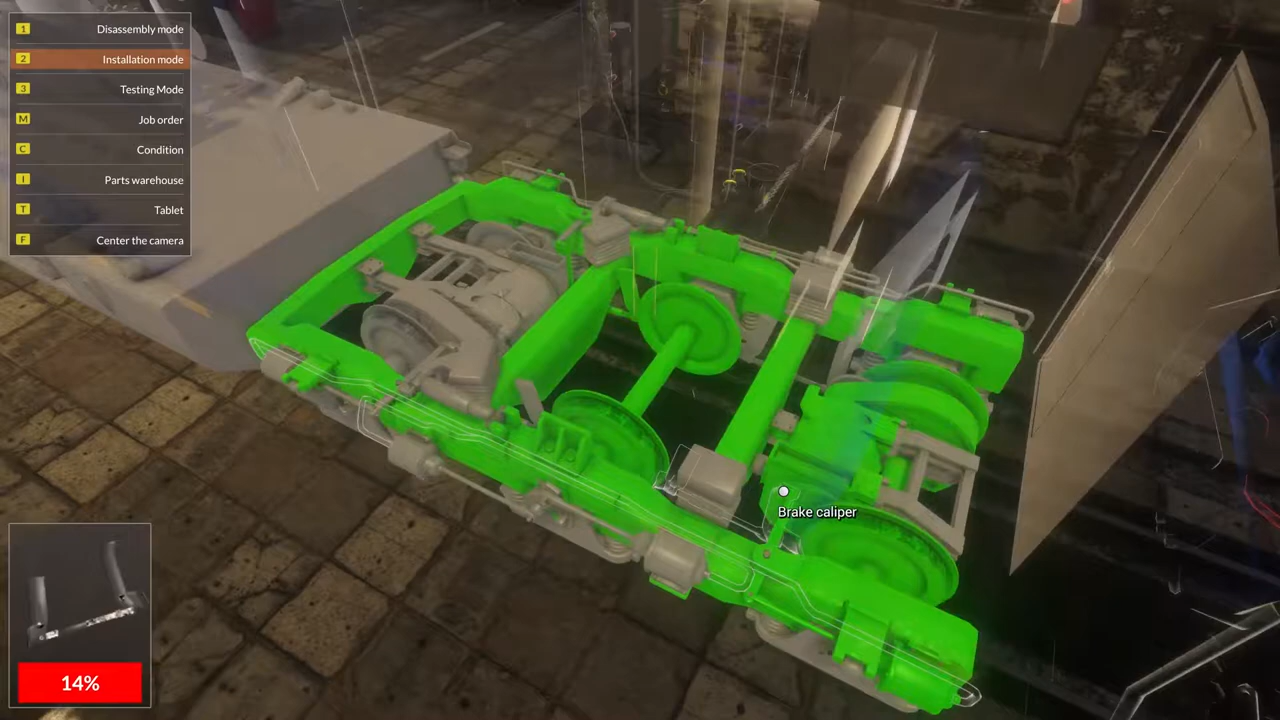 1 Disassembly mode
2 Installation mode
3 Testing Mode
M Job order
C Condition
I Parts warehouse
T Tablet
F Center the camera
Brake caliper
14%